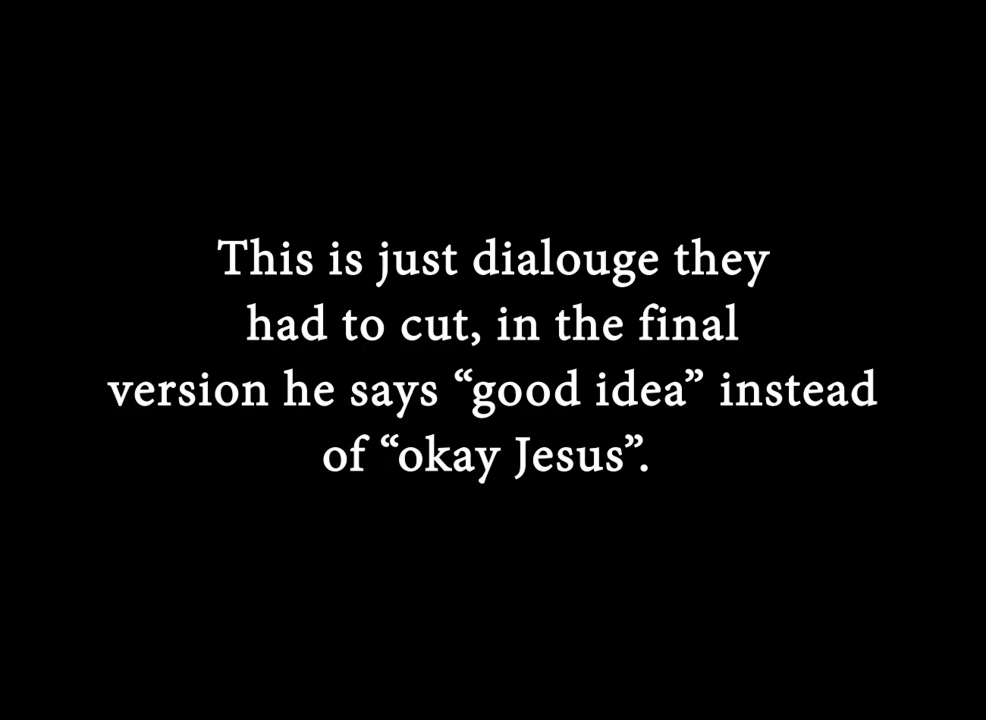 This is just dialouge they
had to cut, in the final
version he says “good idea” instead
of “okay Jesus”.